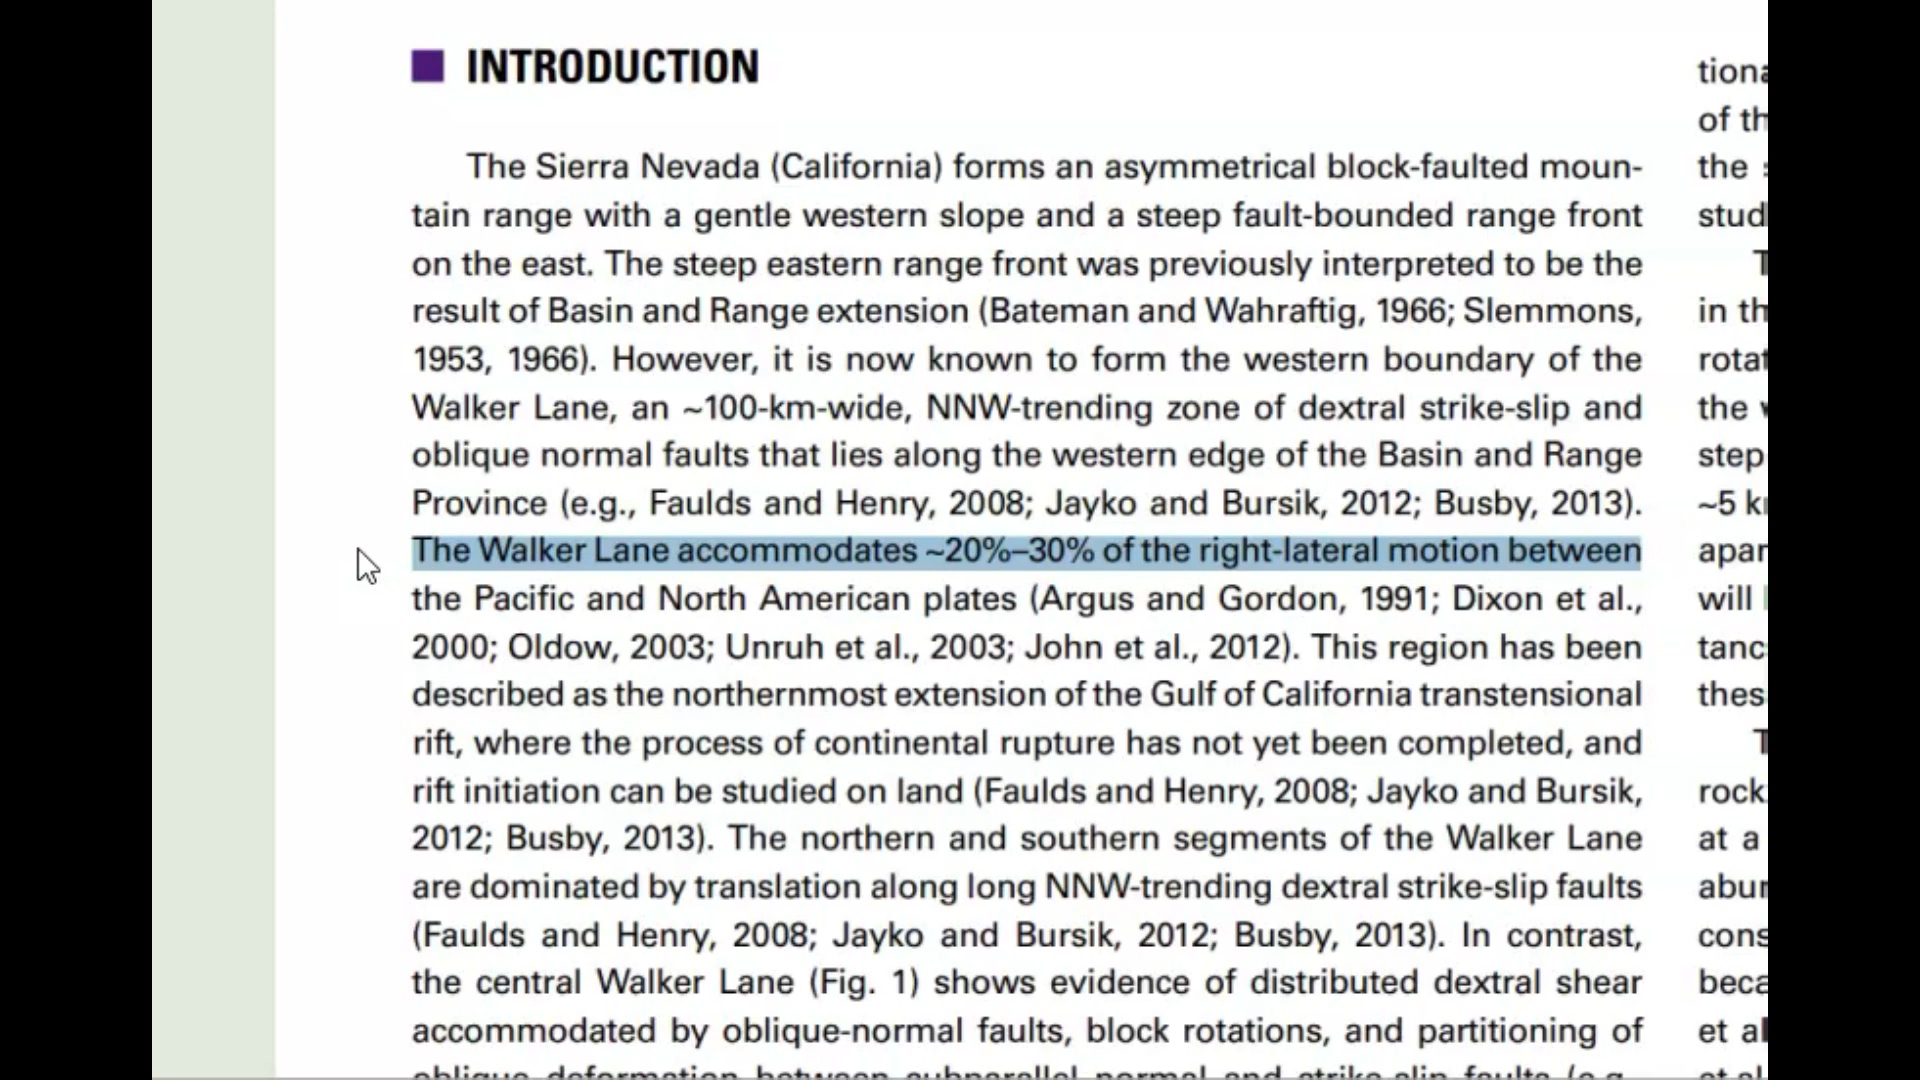 INTRODUCTION
The Sierra Nevada (California) forms an asymmetrical block-faulted moun-
tain range with a gentle western slope and a steep fault-bounded range front
on the east. The steep eastern range front was previously interpreted to be the
result of Basin and Range extension (Bateman and Wahraftig, 1966; Slemmons,
1953, 1966). However, it is now known to form the western boundary of the
Walker Lane, an ~100-km-wide, NNW-trending zone of dextral strike-slip and
oblique normal faults that lies along the western edge of the Basin and Range
Province (e.g., Faulds and Henry, 2008; Jayko and Bursik, 2012; Busby, 2013).
The Walker Lane accommodates ~20%–30% of the right-lateral motion between
the Pacific and North American plates (Argus and Gordon, 1991; Dixon et al.,
2000; Oldow, 2003; Unruh et al., 2003; John et al., 2012). This region has been
described as the northernmost extension of the Gulf of California transtensional
rift, where the process of continental rupture has not yet been completed, and
rift initiation can be studied on land (Faulds and Henry, 2008; Jayko and Bursik,
2012; Busby, 2013). The northern and southern segments of the Walker Lane
are dominated by translation along long NNW-trending dextral strike-slip faults
(Faulds and Henry, 2008; Jayko and Bursik, 2012; Busby, 2013). In contrast,
the central Walker Lane (Fig. 1) shows evidence of distributed dextral shear
accommodated by oblique-normal faults, block rotations, and partitioning of
oblique deformation between subparallel normal and strike-slip faults (e.g.,
of
the
in
the
step
~5
will
at a
et